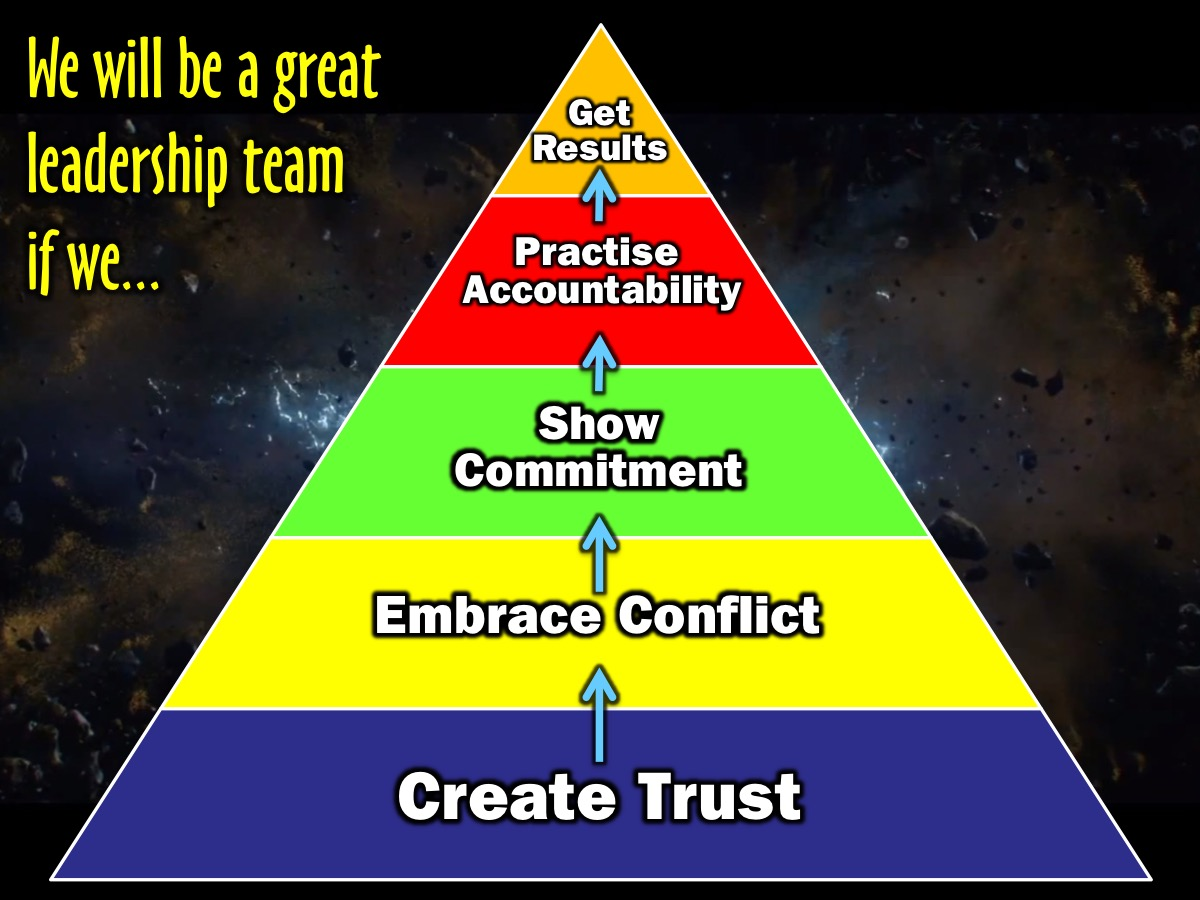 We will be a great
leadership team
if we...
Get
Results
Practise
Accountability
Show
Commitment
Embrace Conflict
Create Trust